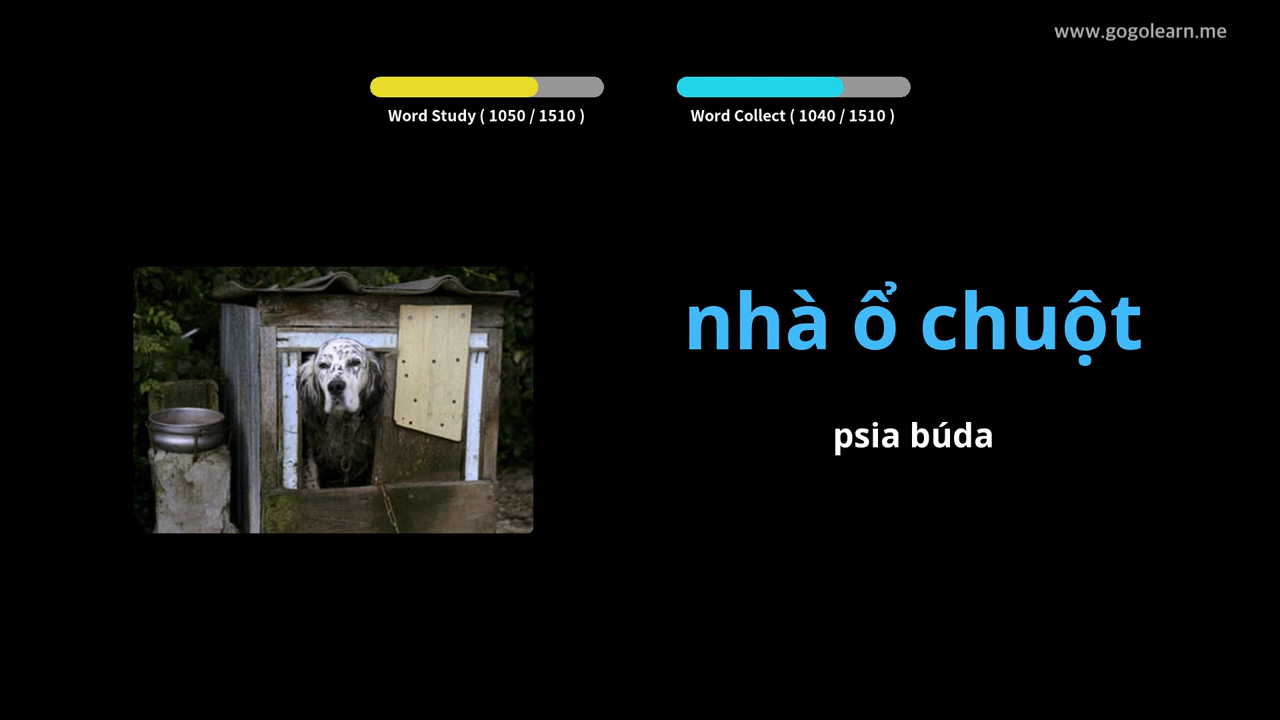 www.gogolearn.me
Word Study ( 1050 / 1510 )
Word Collect ( 1040 / 1510 )
nhà ổ chuột
psia búda